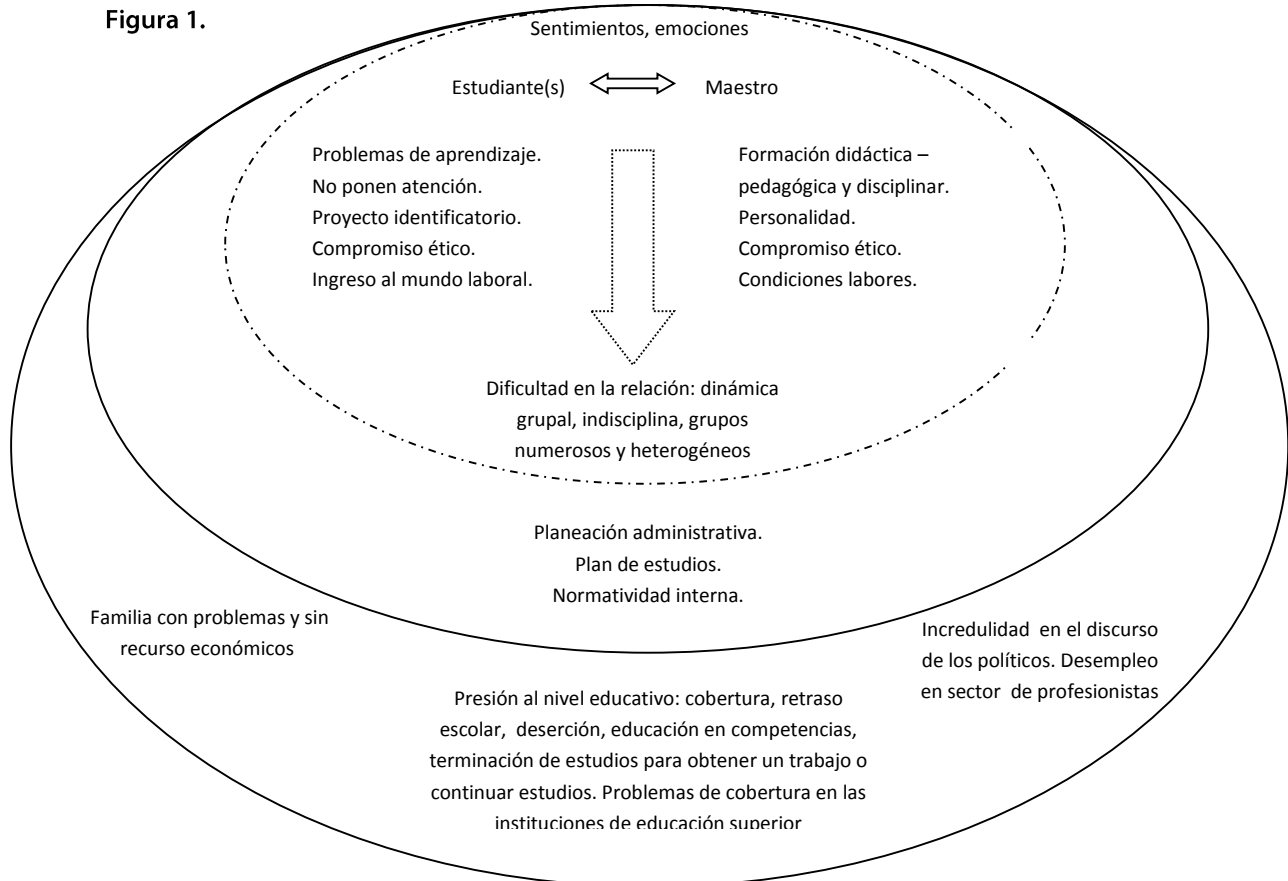 Figura 1.
Sentimientos, emociones
Estudiante(s)
Maestro
Problemas de aprendizaje.
No ponen atención.
Proyecto identificatorio.
Compromiso ético.
Ingreso al mundo laboral.
Formación didáctica –
pedagógica y disciplinar.
Personalidad.
Compromiso ético.
Condiciones labores.
Dificultad en la relación: dinámica
grupal, indisciplina, grupos
numerosos y heterogéneos
Planeación administrativa.
Plan de estudios.
Normatividad interna.
Familia con problemas y sin
recurso económicos
Incredulidad en el discurso
de los políticos. Desempleo
en sector de profesionistas
Presión al nivel educativo: cobertura, retraso
escolar, deserción, educación en competencias,
terminación de estudios para obtener un trabajo o
continuar estudios. Problemas de cobertura en las
instituciones de educación superior